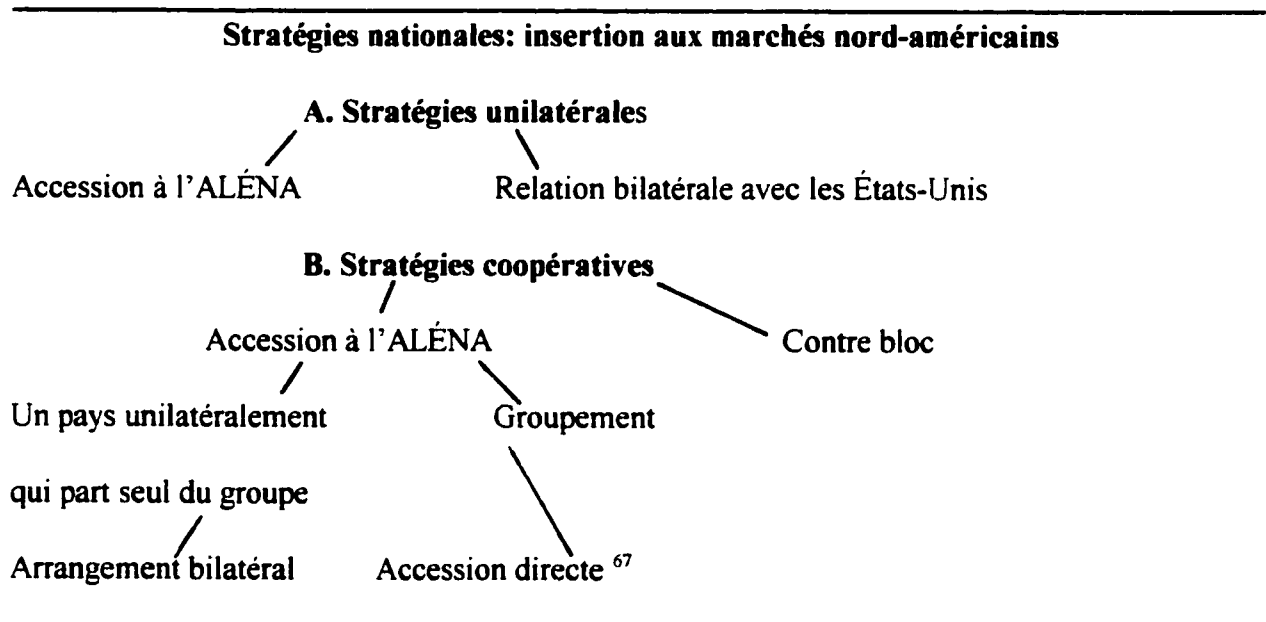 Stratégies nationales: insertion aux marchés nord-américains
A. Stratégies unilatérales
Accession à l'ALÉNA Relation bilatérale avec les États-Unis
B. Stratégies coopératives
Accession à l'ALÉNA Contre bloc
Un pays unilatéralement Groupement
qui part seul du groupe
Arrangement bilatéral Accession directe 67